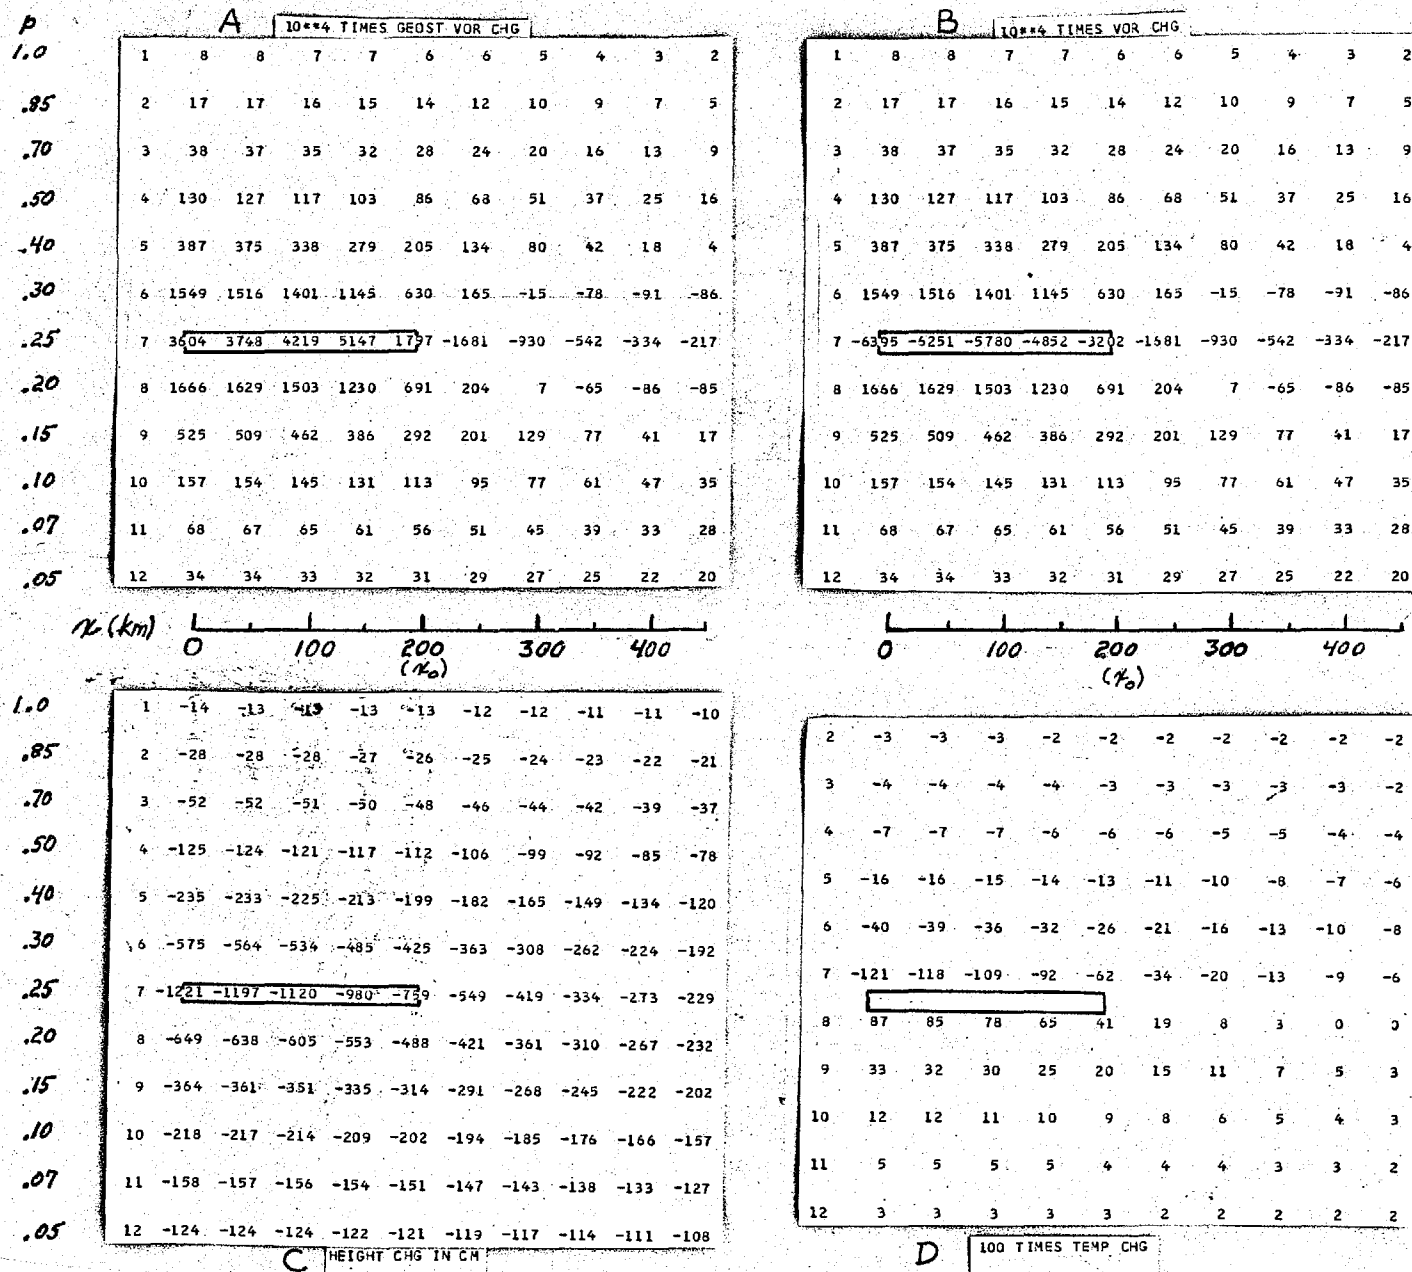 p A 10**4 TIMES GEOST VOR CHG
1.0 1 8 8 7 7 6 6 5 4 3 2
.85 2 17 17 16 15 14 12 10 9 7 5
.70 3 38 37 35 32 28 24 20 16 13 9
.50 4 130 127 117 103 86 68 51 37 25 16
.40 5 387 375 338 279 205 134 80 42 18 4
.30 6 1549 1516 1401 1145 630 165 -15 -78 -91 -86
.25 7 3604 3748 4219 5147 1797 -1681 -930 -542 -334 -217
.20 8 1666 1629 1503 1230 691 204 7 -65 -86 -85
.15 9 525 509 462 386 292 201 129 77 41 17
.10 10 157 154 145 131 113 95 77 61 47 35
.07 11 68 67 65 61 56 51 45 39 33 28
.05 12 34 34 33 32 31 29 27 25 22 20
x (km) 0 100 200 300 400
(x₀)
B 10**4 TIMES VOR CHG
1 8 8 7 7 6 6 5 4 3 2
2 17 17 16 15 14 12 10 9 7 5
3 38 37 35 32 28 24 20 16 13 9
4 130 127 117 103 86 68 51 37 25 16
5 387 375 338 279 205 134 80 42 18 4
6 1549 1516 1401 1145 630 165 -15 -78 -91 -86
7 -6395 -6251 -5780 -4852 -3202 -1681 -930 -542 -334 -217
8 1666 1629 1503 1230 691 204 7 -65 -86 -85
9 525 509 462 386 292 201 129 77 41 17
10 157 154 145 131 113 95 77 61 47 35
11 68 67 65 61 56 51 45 39 33 28
12 34 34 33 32 31 29 27 25 22 20
0 100 200 300 400
(x₀)
1.0 1 -14 -13 -13 -13 -13 -12 -12 -11 -11 -10
.85 2 -28 -28 -28 -27 -26 -25 -24 -23 -22 -21
.70 3 -52 -52 -51 -50 -48 -46 -44 -42 -39 -37
.50 4 -125 -124 -121 -117 -112 -106 -99 -92 -85 -78
.40 5 -235 -233 -225 -213 -199 -182 -165 -149 -134 -120
.30 6 -575 -564 -534 -485 -425 -363 -308 -262 -224 -192
.25 7 -1221 -1197 -1120 -980 -759 -549 -419 -334 -273 -229
.20 8 -649 -638 -605 -553 -488 -421 -361 -310 -267 -232
.15 9 -364 -361 -351 -335 -314 -291 -268 -245 -222 -202
.10 10 -218 -217 -214 -209 -202 -194 -185 -176 -166 -157
.07 11 -158 -157 -156 -154 -151 -147 -143 -138 -133 -127
.05 12 -124 -124 -124 -122 -121 -119 -117 -114 -111 -108
C HEIGHT CHG IN CM
2 -3 -3 -3 -2 -2 -2 -2 -2 -2 -2
3 -4 -4 -4 -4 -3 -3 -3 -3 -3 -2
4 -7 -7 -7 -6 -6 -6 -5 -5 -4 -4
5 -16 -16 -15 -14 -13 -11 -10 -8 -7 -6
6 -40 -39 -36 -32 -26 -21 -16 -13 -10 -8
7 -121 -118 -109 -92 -62 -34 -20 -13 -9 -6
8 87 85 78 65 41 19 8 3 0 0
9 33 32 30 25 20 15 11 7 5 3
10 12 12 11 10 9 8 6 5 4 3
11 5 5 5 5 4 4 4 3 3 2
12 3 3 3 3 3 2 2 2 2 2
D 100 TIMES TEMP CHG